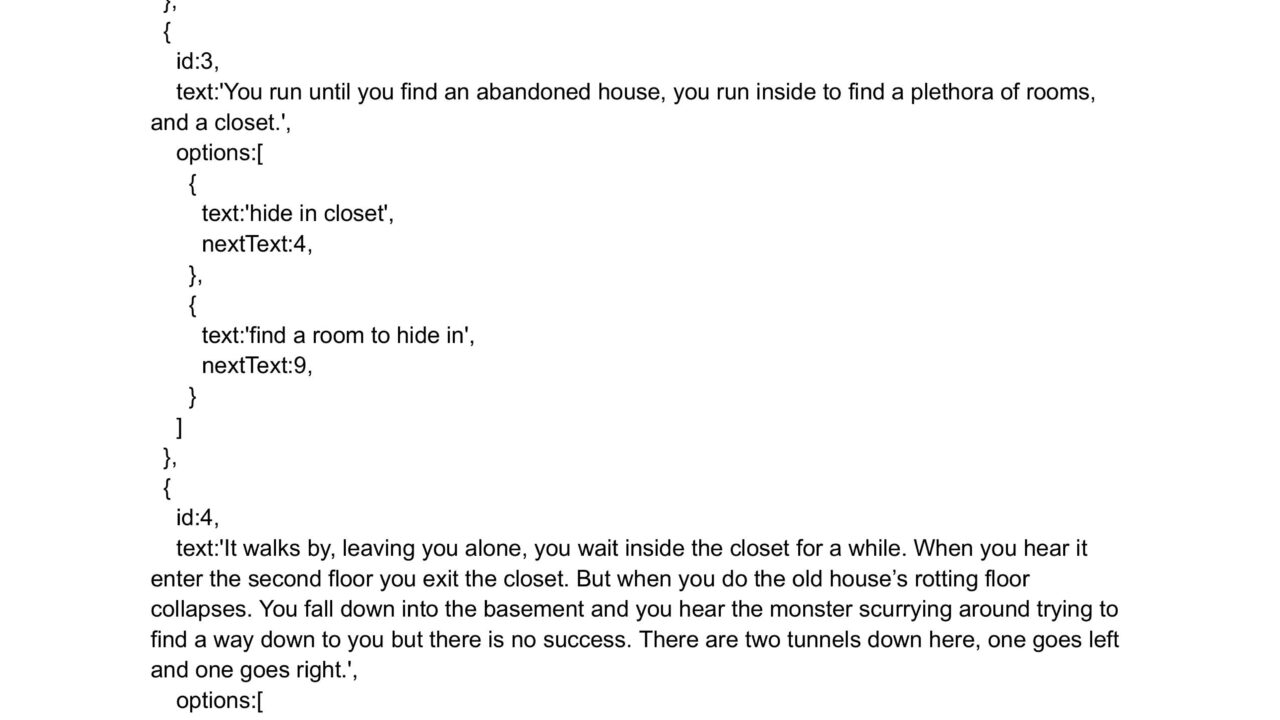 },
{
id:3,
text:'You run until you find an abandoned house, you run inside to find a plethora of rooms,
and a closet.',
options:[
{
text:'hide in closet',
nextText:4,
},
{
text:'find a room to hide in',
nextText:9,
}
]
},
{
id:4,
text:'It walks by, leaving you alone, you wait inside the closet for a while. When you hear it
enter the second floor you exit the closet. But when you do the old house’s rotting floor
collapses. You fall down into the basement and you hear the monster scurrying around trying to
find a way down to you but there is no success. There are two tunnels down here, one goes left
and one goes right.',
options:[